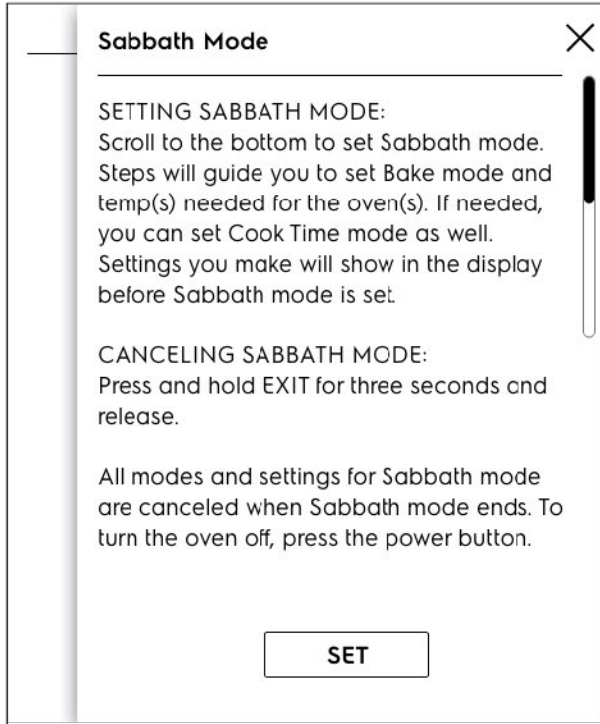 Sabbath Mode
SETTING SABBATH MODE:
Scroll to the bottom to set Sabbath mode.
Steps will guide you to set Bake mode and
temp(s) needed for the oven(s). If needed,
you can set Cook Time mode as well.
Settings you make will show in the display
before Sabbath mode is set.
CANCELING SABBATH MODE:
Press and hold EXIT for three seconds and
release.
All modes and settings for Sabbath mode
are canceled when Sabbath mode ends. To
turn the oven off, press the power button.
SET